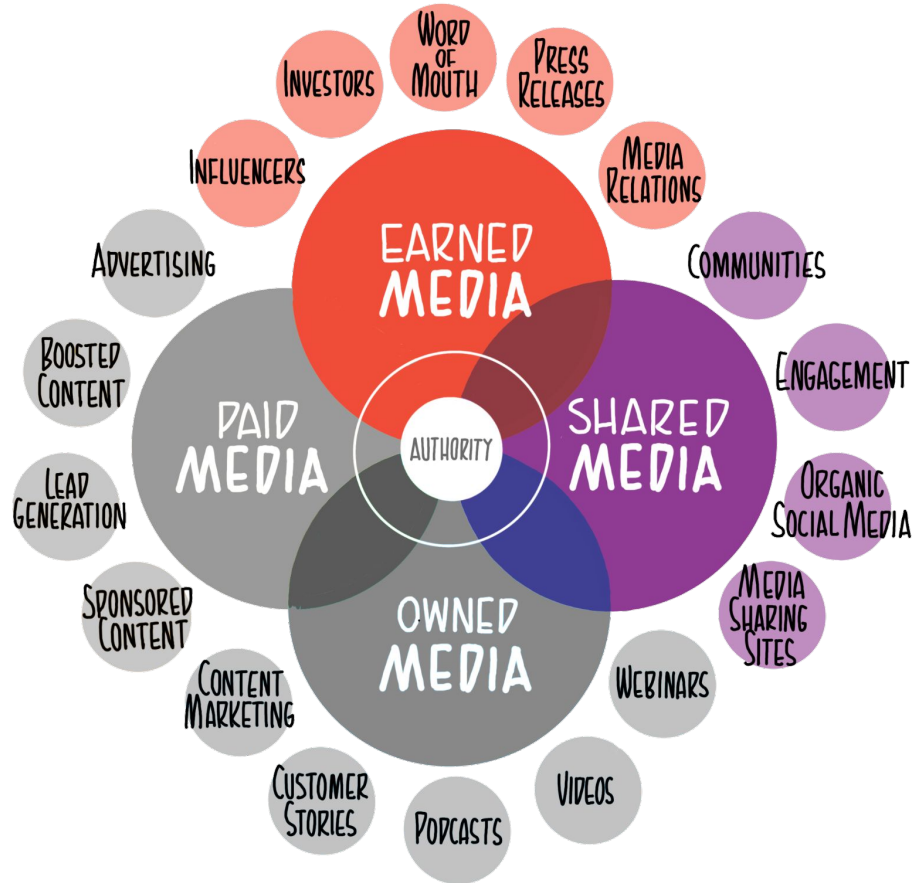 WORD
OF
MOUTH
PRESS
RELEASES
INVESTORS
MEDIA
RELATIONS
INFLUENCERS
EARNED
MEDIA
COMMUNITIES
ADVERTISING
BOOSTED
CONTENT
ENGAGEMENT
PAID
MEDIA
AUTHORITY
SHARED
MEDIA
LEAD
GENERATION
ORGANIC
SOCIAL MEDIA
SPONSORED
CONTENT
MEDIA
SHARING
SITES
OWNED
MEDIA
CONTENT
MARKETING
WEBINARS
CUSTOMER
STORIES
PODCASTS
VIDEOS